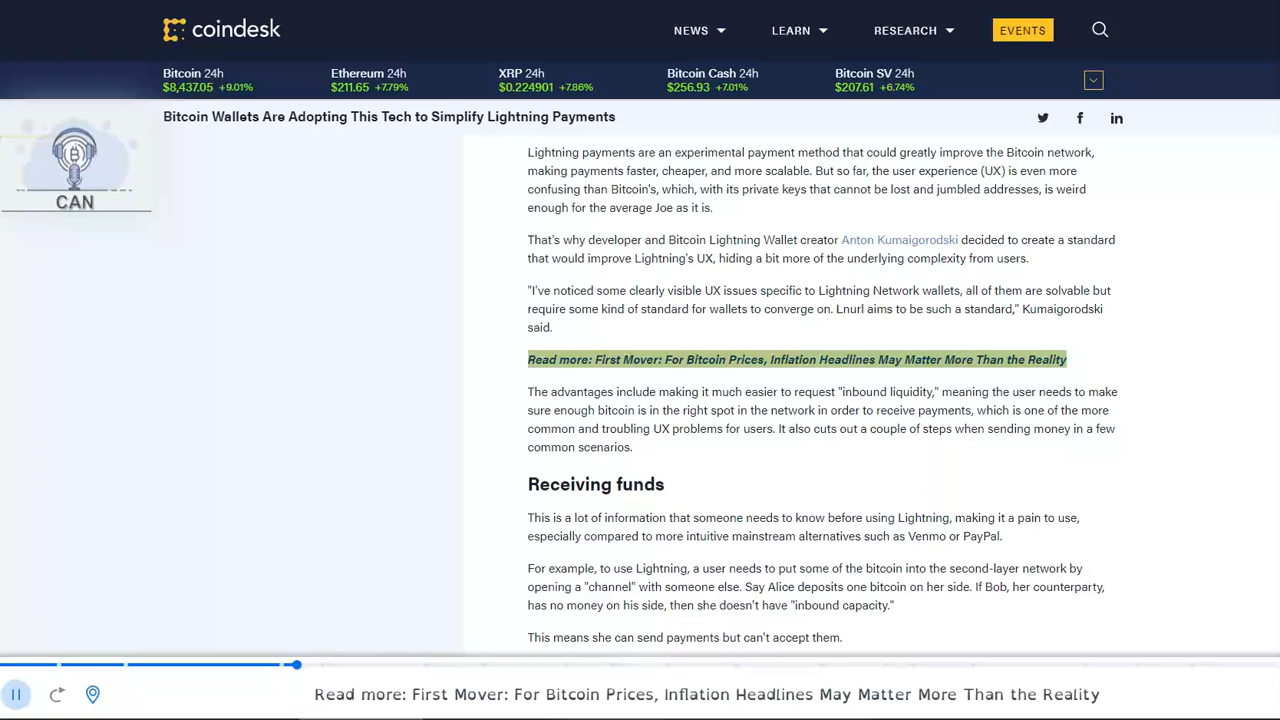 coindesk
NEWS
LEARN
RESEARCH
EVENTS
Bitcoin 24h
$8,437.05 +9.01%
Ethereum 24h
$211.65 +7.79%
XRP 24h
$0.224901 +7.86%
Bitcoin Cash 24h
$256.93 +7.01%
Bitcoin SV 24h
$207.61 +6.74%
Bitcoin Wallets Are Adopting This Tech to Simplify Lightning Payments
CAN
Lightning payments are an experimental payment method that could greatly improve the Bitcoin network,
making payments faster, cheaper, and more scalable. But so far, the user experience (UX) is even more
confusing than Bitcoin's, which, with its private keys that cannot be lost and jumbled addresses, is weird
enough for the average Joe as it is.
That's why developer and Bitcoin Lightning Wallet creator Anton Kumaigorodski decided to create a standard
that would improve Lightning's UX, hiding a bit more of the underlying complexity from users.
"I've noticed some clearly visible UX issues specific to Lightning Network wallets, all of them are solvable but
require some kind of standard for wallets to converge on. Lnurl aims to be such a standard," Kumaigorodski
said.
Read more: First Mover: For Bitcoin Prices, Inflation Headlines May Matter More Than the Reality
The advantages include making it much easier to request "inbound liquidity," meaning the user needs to make
sure enough bitcoin is in the right spot in the network in order to receive payments, which is one of the more
common and troubling UX problems for users. It also cuts out a couple of steps when sending money in a few
common scenarios.
Receiving funds
This is a lot of information that someone needs to know before using Lightning, making it a pain to use,
especially compared to more intuitive mainstream alternatives such as Venmo or PayPal.
For example, to use Lightning, a user needs to put some of the bitcoin into the second-layer network by
opening a "channel" with someone else. Say Alice deposits one bitcoin on her side. If Bob, her counterparty,
has no money on his side, then she doesn't have "inbound capacity."
This means she can send payments but can't accept them.
Read more: First Mover: For Bitcoin Prices, Inflation Headlines May Matter More Than the Reality